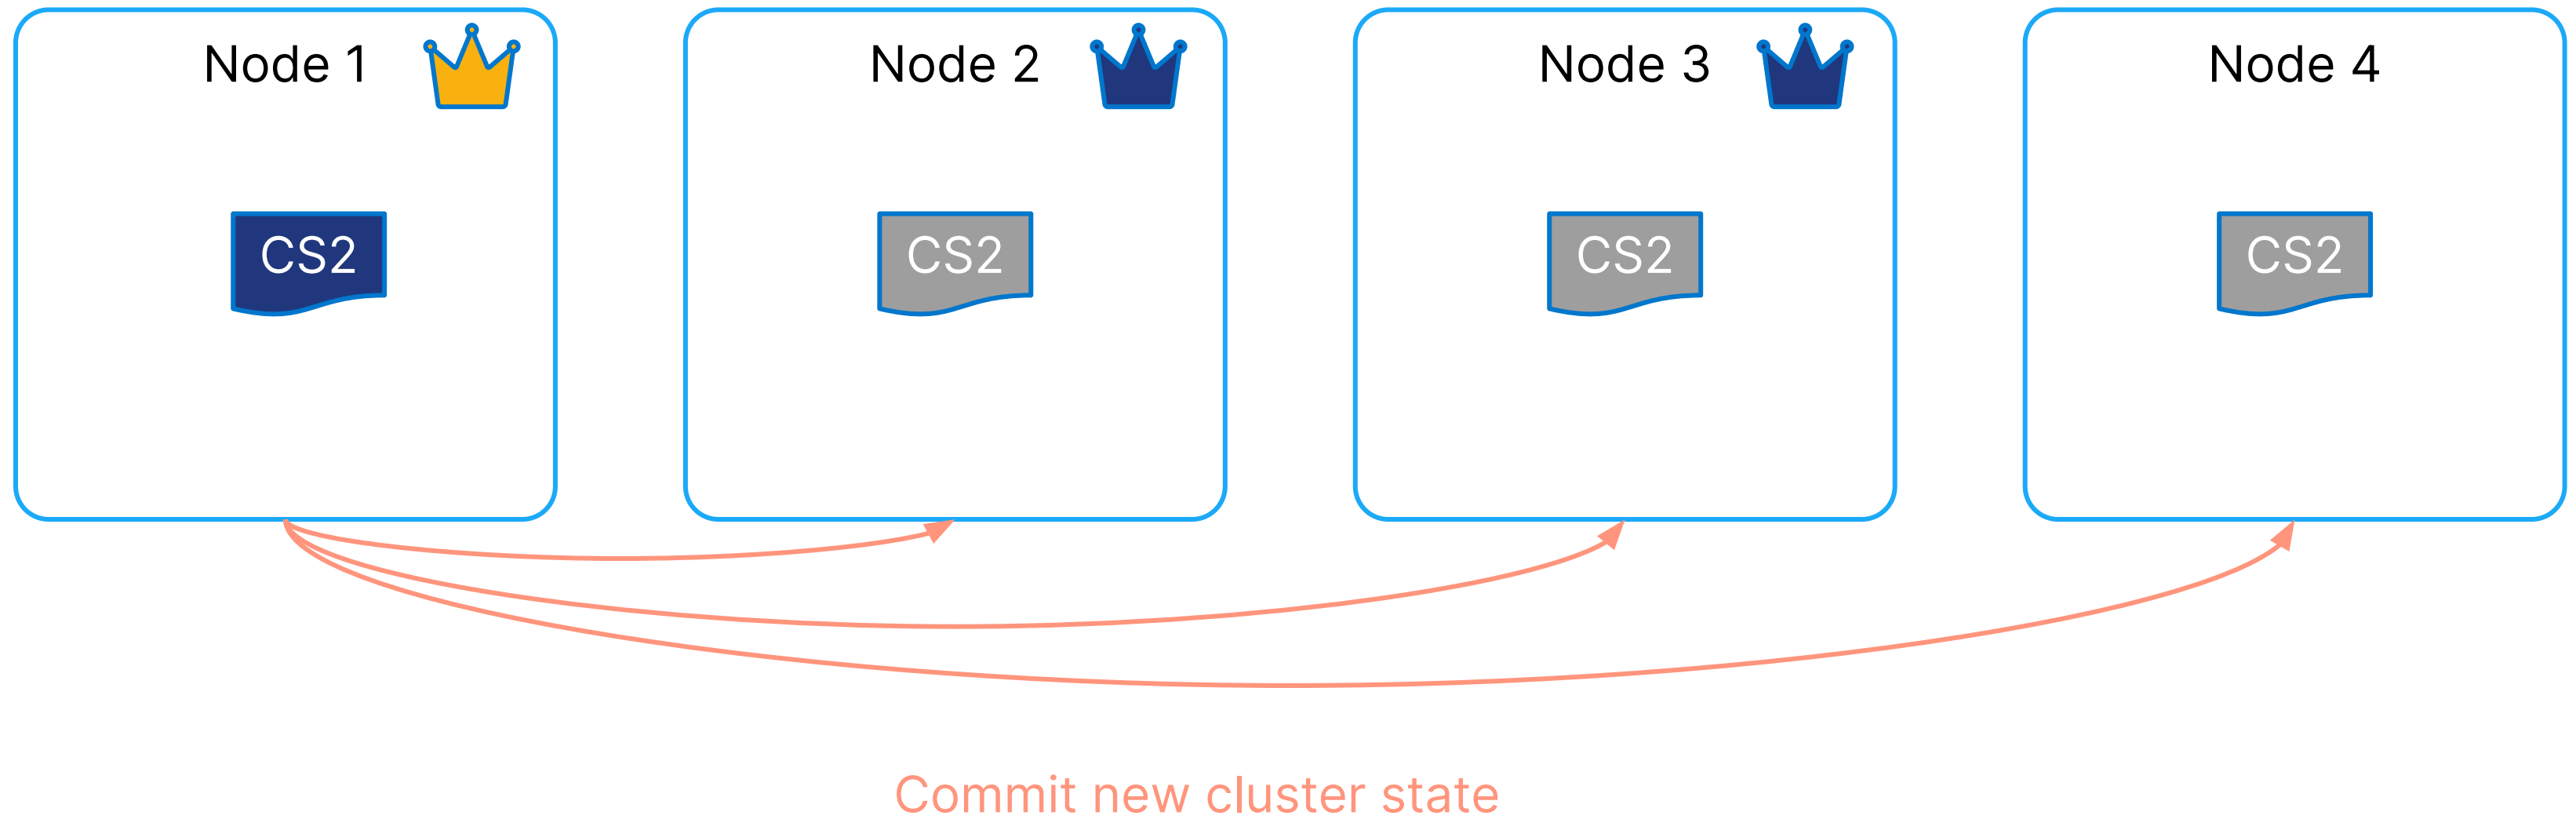 Node 1
Node 2
Node 3
Node 4
CS2
CS2
CS2
CS2
Commit new cluster state